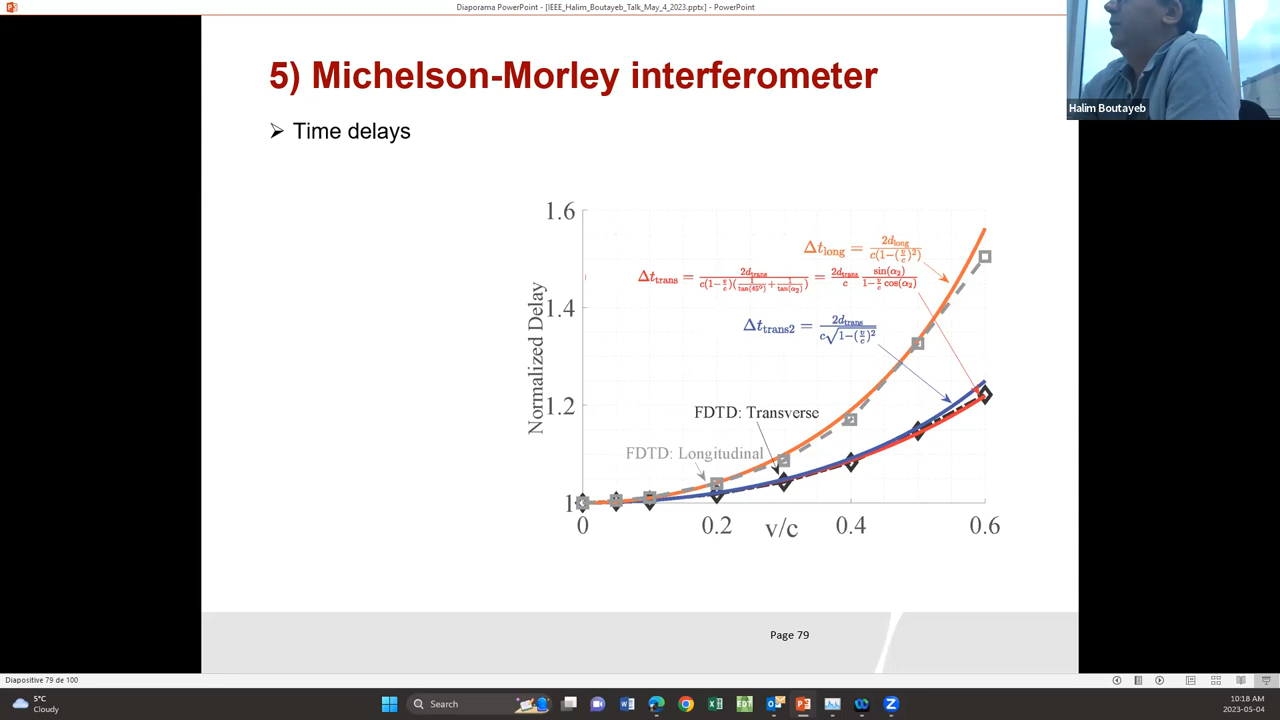 Diaporama PowerPoint - [IEEE_Halim_Boutayeb_Talk_May_4_2023.pptx] - PowerPoint
5) Michelson-Morley interferometer
Halim Boutayeb
➢ Time delays
1.6
Δt_long = 2d_long / c(1−(v/c)²)
Δt_trans = 2d_trans / c(1−v/c)(1/tan(45°)+1/tan(α₂)) = 2d_trans/c sin(α₂)/1−v/c cos(α₂)
1.4
Δt_trans2 = 2d_trans / c√1−(v/c)²
Normalized Delay
1.2
FDTD: Transverse
FDTD: Longitudinal
1
0
0.2
v/c
0.4
0.6
Page 79
Diapositive 79 de 100
5°C
Cloudy
Search
EDT
10:18 AM
2023-05-04